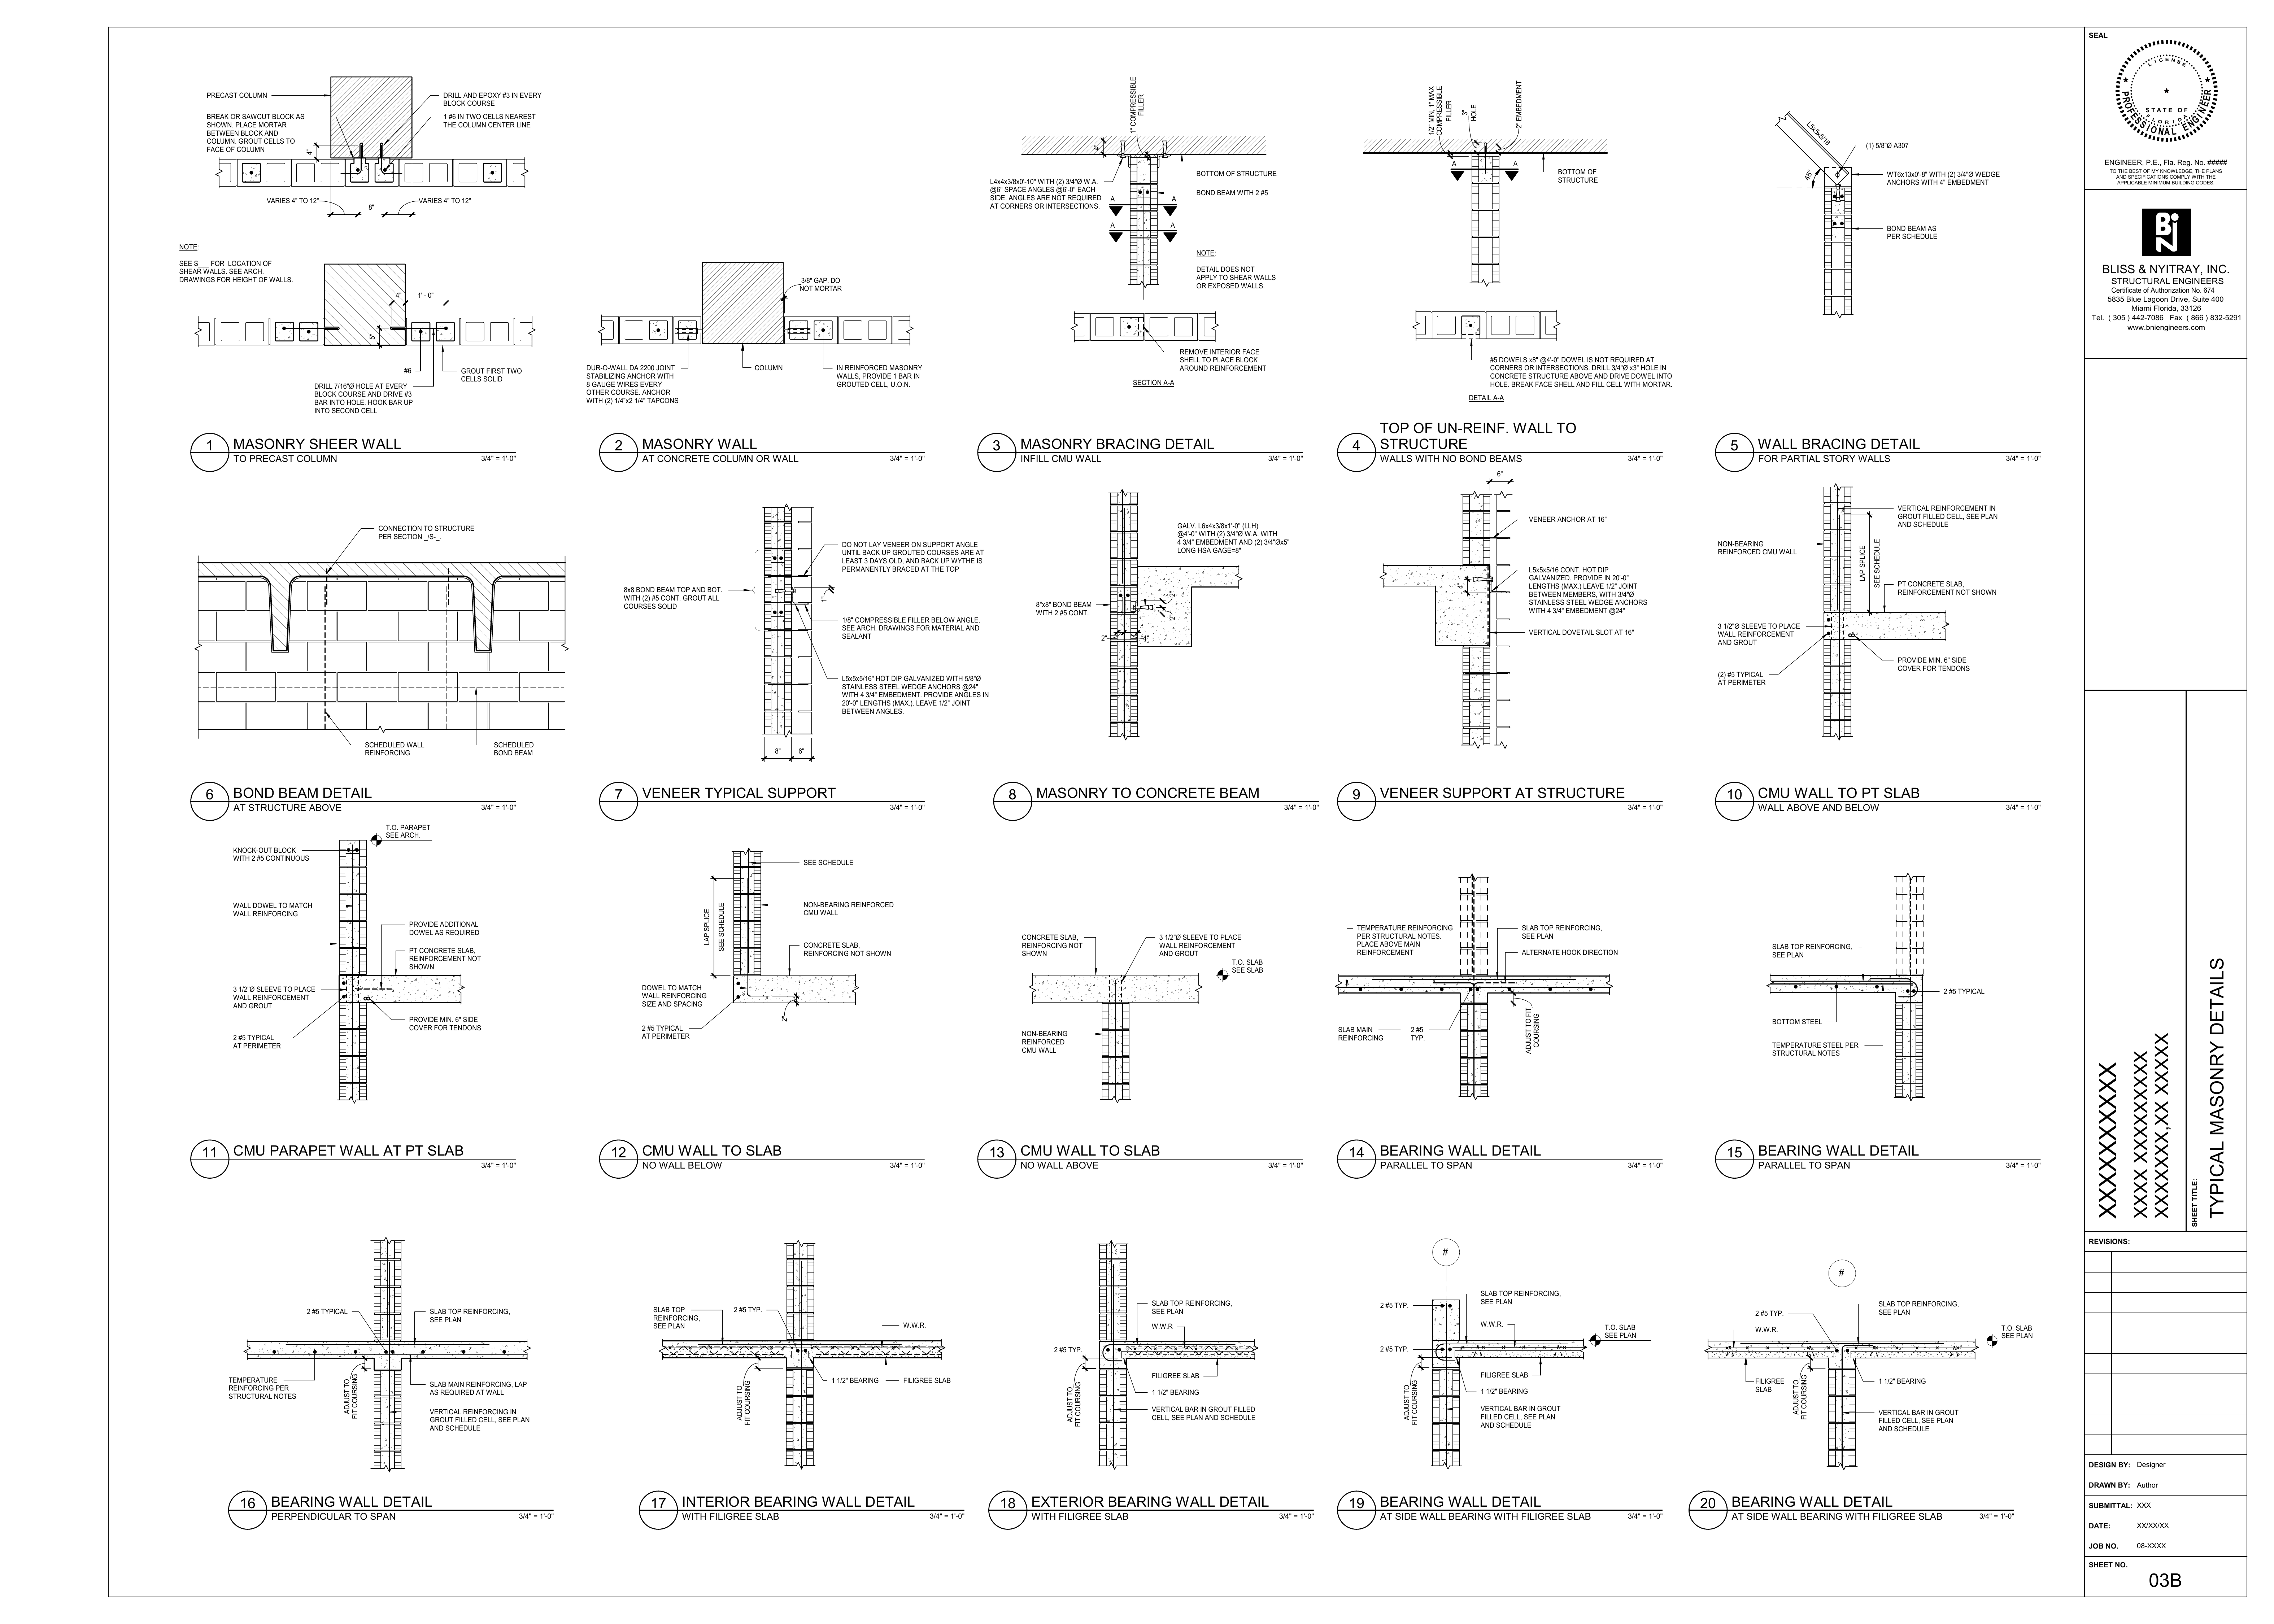 PRECAST COLUMN
BREAK OR SAWCUT BLOCK AS
SHOWN. PLACE MORTAR
BETWEEN BLOCK AND
COLUMN. GROUT CELLS TO
FACE OF COLUMN
DRILL AND EPOXY #3 IN EVERY
BLOCK COURSE
1 #6 IN TWO CELLS NEAREST
THE COLUMN CENTER LINE
4"
VARIES 4" TO 12"
8"
VARIES 4" TO 12"
NOTE:
SEE S___ FOR LOCATION OF
SHEAR WALLS. SEE ARCH.
DRAWINGS FOR HEIGHT OF WALLS.
4"
1' - 0"
5"
#6
DRILL 7/16"Ø HOLE AT EVERY
BLOCK COURSE AND DRIVE #3
BAR INTO HOLE. HOOK BAR UP
INTO SECOND CELL
GROUT FIRST TWO
CELLS SOLID
1
MASONRY SHEER WALL
TO PRECAST COLUMN
3/4" = 1'-0"
3/8" GAP. DO
NOT MORTAR
DUR-O-WALL DA 2200 JOINT
STABILIZING ANCHOR WITH
8 GAUGE WIRES EVERY
OTHER COURSE. ANCHOR
WITH (2) 1/4"x2 1/4" TAPCONS
COLUMN
IN REINFORCED MASONRY
WALLS, PROVIDE 1 BAR IN
GROUTED CELL, U.O.N.
2
MASONRY WALL
AT CONCRETE COLUMN OR WALL
3/4" = 1'-0"
1" COMPRESSIBLE
FILLER
4"
L4x4x3/8x0'-10" WITH (2) 3/4"Ø W.A.
@6" SPACE ANGLES @6'-0" EACH
SIDE. ANGLES ARE NOT REQUIRED
AT CORNERS OR INTERSECTIONS.
BOTTOM OF STRUCTURE
BOND BEAM WITH 2 #5
A
A
A
A
NOTE:
DETAIL DOES NOT
APPLY TO SHEAR WALLS
OR EXPOSED WALLS.
REMOVE INTERIOR FACE
SHELL TO PLACE BLOCK
AROUND REINFORCEMENT
SECTION A-A
3
MASONRY BRACING DETAIL
INFILL CMU WALL
3/4" = 1'-0"
1/2" MIN, 1" MAX
COMPRESSIBLE
FILLER
3"
HOLE
2" EMBEDMENT
A
A
BOTTOM OF
STRUCTURE
#5 DOWELS x8" @4'-0" DOWEL IS NOT REQUIRED AT
CORNERS OR INTERSECTIONS. DRILL 3/4"Ø x3" HOLE IN
CONCRETE STRUCTURE ABOVE AND DRIVE DOWEL INTO
HOLE. BREAK FACE SHELL AND FILL CELL WITH MORTAR.
DETAIL A-A
4
TOP OF UN-REINF. WALL TO
STRUCTURE
WALLS WITH NO BOND BEAMS
3/4" = 1'-0"
L5x5x5/16
(1) 5/8"Ø A307
45°
WT6x13x0'-8" WITH (2) 3/4"Ø WEDGE
ANCHORS WITH 4" EMBEDMENT
BOND BEAM AS
PER SCHEDULE
5
WALL BRACING DETAIL
FOR PARTIAL STORY WALLS
3/4" = 1'-0"
CONNECTION TO STRUCTURE
PER SECTION _/S-_.
SCHEDULED WALL
REINFORCING
SCHEDULED
BOND BEAM
6
BOND BEAM DETAIL
AT STRUCTURE ABOVE
3/4" = 1'-0"
8x8 BOND BEAM TOP AND BOT.
WITH (2) #5 CONT. GROUT ALL
COURSES SOLID
DO NOT LAY VENEER ON SUPPORT ANGLE
UNTIL BACK UP GROUTED COURSES ARE AT
LEAST 3 DAYS OLD, AND BACK UP WYTHE IS
PERMANENTLY BRACED AT THE TOP
1"
1/8" COMPRESSIBLE FILLER BELOW ANGLE.
SEE ARCH. DRAWINGS FOR MATERIAL AND
SEALANT
L5x5x5/16" HOT DIP GALVANIZED WITH 5/8"Ø
STAINLESS STEEL WEDGE ANCHORS @24"
WITH 4 3/4" EMBEDMENT. PROVIDE ANGLES IN
20'-0" LENGTHS (MAX.). LEAVE 1/2" JOINT
BETWEEN ANGLES.
8"
6"
7
VENEER TYPICAL SUPPORT
3/4" = 1'-0"
GALV. L6x4x3/8x1'-0" (LLH)
@4'-0" WITH (2) 3/4"Ø W.A. WITH
4 3/4" EMBEDMENT AND (2) 3/4"Øx5"
LONG HSA GAGE=8"
8"x8" BOND BEAM
WITH 2 #5 CONT.
2"
2"
2"
4"
8
MASONRY TO CONCRETE BEAM
3/4" = 1'-0"
6"
VENEER ANCHOR AT 16"
4"
L5x5x5/16 CONT. HOT DIP
GALVANIZED. PROVIDE IN 20'-0"
LENGTHS (MAX.) LEAVE 1/2" JOINT
BETWEEN MEMBERS, WITH 3/4"Ø
STAINLESS STEEL WEDGE ANCHORS
WITH 4 3/4" EMBEDMENT @24"
VERTICAL DOVETAIL SLOT AT 16"
9
VENEER SUPPORT AT STRUCTURE
3/4" = 1'-0"
VERTICAL REINFORCEMENT IN
GROUT FILLED CELL, SEE PLAN
AND SCHEDULE
NON-BEARING
REINFORCED CMU WALL
LAP SPLICE
SEE SCHEDULE
PT CONCRETE SLAB,
REINFORCEMENT NOT SHOWN
3 1/2"Ø SLEEVE TO PLACE
WALL REINFORCEMENT
AND GROUT
(2) #5 TYPICAL
AT PERIMETER
PROVIDE MIN. 6" SIDE
COVER FOR TENDONS
10
CMU WALL TO PT SLAB
WALL ABOVE AND BELOW
3/4" = 1'-0"
T.O. PARAPET
SEE ARCH.
KNOCK-OUT BLOCK
WITH 2 #5 CONTINUOUS
WALL DOWEL TO MATCH
WALL REINFORCING
PROVIDE ADDITIONAL
DOWEL AS REQUIRED
PT CONCRETE SLAB,
REINFORCEMENT NOT
SHOWN
3 1/2"Ø SLEEVE TO PLACE
WALL REINFORCEMENT
AND GROUT
PROVIDE MIN. 6" SIDE
COVER FOR TENDONS
2 #5 TYPICAL
AT PERIMETER
11
CMU PARAPET WALL AT PT SLAB
3/4" = 1'-0"
SEE SCHEDULE
LAP SPLICE
SEE SCHEDULE
NON-BEARING REINFORCED
CMU WALL
CONCRETE SLAB,
REINFORCING NOT SHOWN
DOWEL TO MATCH
WALL REINFORCING
SIZE AND SPACING
2"
2 #5 TYPICAL
AT PERIMETER
12
CMU WALL TO SLAB
NO WALL BELOW
3/4" = 1'-0"
CONCRETE SLAB,
REINFORCING NOT
SHOWN
3 1/2"Ø SLEEVE TO PLACE
WALL REINFORCEMENT
AND GROUT
T.O. SLAB
SEE SLAB
NON-BEARING
REINFORCED
CMU WALL
13
CMU WALL TO SLAB
NO WALL ABOVE
3/4" = 1'-0"
TEMPERATURE REINFORCING
PER STRUCTURAL NOTES.
PLACE ABOVE MAIN
REINFORCEMENT
SLAB TOP REINFORCING,
SEE PLAN
ALTERNATE HOOK DIRECTION
SLAB MAIN
REINFORCING
2 #5
TYP.
ADJUST TO FIT
COURSING
14
BEARING WALL DETAIL
PARALLEL TO SPAN
3/4" = 1'-0"
SLAB TOP REINFORCING,
SEE PLAN
2 #5 TYPICAL
BOTTOM STEEL
TEMPERATURE STEEL PER
STRUCTURAL NOTES
15
BEARING WALL DETAIL
PARALLEL TO SPAN
3/4" = 1'-0"
2 #5 TYPICAL
SLAB TOP REINFORCING,
SEE PLAN
TEMPERATURE
REINFORCING PER
STRUCTURAL NOTES
ADJUST TO
FIT COURSING
SLAB MAIN REINFORCING, LAP
AS REQUIRED AT WALL
VERTICAL REINFORCING IN
GROUT FILLED CELL, SEE PLAN
AND SCHEDULE
16
BEARING WALL DETAIL
PERPENDICULAR TO SPAN
3/4" = 1'-0"
SLAB TOP
REINFORCING,
SEE PLAN
2 #5 TYP.
W.W.R.
ADJUST TO
FIT COURSING
1 1/2" BEARING
FILIGREE SLAB
17
INTERIOR BEARING WALL DETAIL
WITH FILIGREE SLAB
3/4" = 1'-0"
SLAB TOP REINFORCING,
SEE PLAN
W.W.R
2 #5 TYP.
FILIGREE SLAB
ADJUST TO
FIT COURSING
1 1/2" BEARING
VERTICAL BAR IN GROUT FILLED
CELL, SEE PLAN AND SCHEDULE
18
EXTERIOR BEARING WALL DETAIL
WITH FILIGREE SLAB
3/4" = 1'-0"
#
2 #5 TYP.
SLAB TOP REINFORCING,
SEE PLAN
W.W.R.
T.O. SLAB
SEE PLAN
2 #5 TYP.
FILIGREE SLAB
ADJUST TO
FIT COURSING
1 1/2" BEARING
VERTICAL BAR IN GROUT
FILLED CELL, SEE PLAN
AND SCHEDULE
19
BEARING WALL DETAIL
AT SIDE WALL BEARING WITH FILIGREE SLAB
3/4" = 1'-0"
#
2 #5 TYP.
SLAB TOP REINFORCING,
SEE PLAN
W.W.R.
T.O. SLAB
SEE PLAN
FILIGREE
SLAB
ADJUST TO
FIT COURSING
1 1/2" BEARING
VERTICAL BAR IN GROUT
FILLED CELL, SEE PLAN
AND SCHEDULE
20
BEARING WALL DETAIL
AT SIDE WALL BEARING WITH FILIGREE SLAB
3/4" = 1'-0"
SEAL
LICENSE
STATE OF
FLORIDA
PROFESSIONAL ENGINEER
ENGINEER, P.E., Fla. Reg. No. #####
TO THE BEST OF MY KNOWLEDGE, THE PLANS
AND SPECIFICATIONS COMPLY WITH THE
APPLICABLE MINIMUM BUILDING CODES.
BN
BLISS & NYITRAY, INC.
STRUCTURAL ENGINEERS
Certificate of Authorization No. 674
5835 Blue Lagoon Drive, Suite 400
Miami Florida, 33126
Tel. ( 305 ) 442-7086 Fax ( 866 ) 832-5291
www.bniengineers.com
XXXXXXXXXX
XXX XXXXXXXX
XXXXXXX,XX XXXXX
SHEET TITLE:
TYPICAL MASONRY DETAILS
REVISIONS:
DESIGN BY: Designer
DRAWN BY: Author
SUBMITTAL: XXX
DATE: XX/XX/XX
JOB NO. 08-XXXX
SHEET NO.
03B